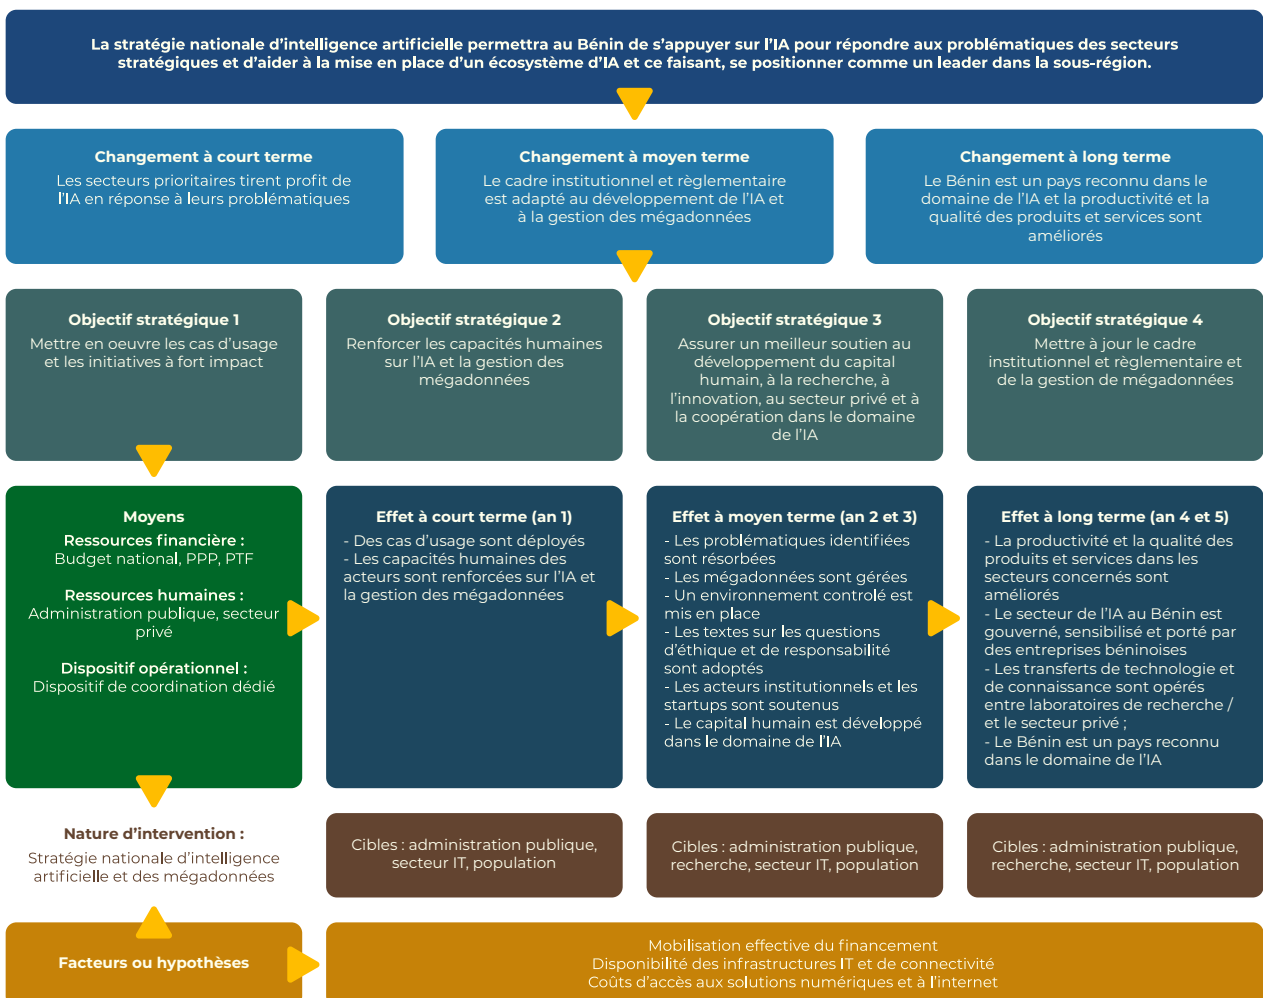 La stratégie nationale d'intelligence artificielle permettra au Bénin de s'appuyer sur l'IA pour répondre aux problématiques des secteurs
stratégiques et d'aider à la mise en place d'un écosystème d'IA et ce faisant, se positionner comme un leader dans la sous-région.
Changement à court terme
Les secteurs prioritaires tirent profit de
l'IA en réponse à leurs problématiques
Changement à moyen terme
Le cadre institutionnel et règlementaire
est adapté au développement de l'IA et
à la gestion des mégadonnées
Changement à long terme
Le Bénin est un pays reconnu dans le
domaine de l'IA et la productivité et la
qualité des produits et services sont
améliorés
Objectif stratégique 1
Mettre en oeuvre les cas d'usage
et les initiatives à fort impact
Objectif stratégique 2
Renforcer les capacités humaines
sur l'IA et la gestion des
mégadonnées
Objectif stratégique 3
Assurer un meilleur soutien au
développement du capital
humain, à la recherche, à
l'innovation, au secteur privé et à
la coopération dans le domaine
de l'IA
Objectif stratégique 4
Mettre à jour le cadre
institutionnel et règlementaire et
de la gestion de mégadonnées
Moyens
Ressources financière :
Budget national, PPP, PTF
Ressources humaines :
Administration publique, secteur
privé
Dispositif opérationnel :
Dispositif de coordination dédié
Effet à court terme (an 1)
- Des cas d'usage sont déployés
- Les capacités humaines des
acteurs sont renforcées sur l'IA et
la gestion des mégadonnées
Effet à moyen terme (an 2 et 3)
- Les problématiques identifiées
sont résorbées
- Les mégadonnées sont gérées
- Un environnement contrôlé est
mis en place
- Les textes sur les questions
d'éthique et de responsabilité
sont adoptés
- Les acteurs institutionnels et les
startups sont soutenus
- Le capital humain est développé
dans le domaine de l'IA
Effet à long terme (an 4 et 5)
- La productivité et la qualité des
produits et services dans les
secteurs concernés sont
améliorés
- Le secteur de l'IA au Bénin est
gouverné, sensibilisé et porté par
des entreprises béninoises
- Les transferts de technologie et
de connaissance sont opérés
entre laboratoires de recherche /
et le secteur privé ;
- Le Bénin est un pays reconnu
dans le domaine de l'IA
Nature d'intervention :
Stratégie nationale d'intelligence
artificielle et des mégadonnées
Cibles : administration publique,
secteur IT, population
Cibles : administration publique,
recherche, secteur IT, population
Cibles : administration publique,
recherche, secteur IT, population
Facteurs ou hypothèses
Mobilisation effective du financement
Disponibilité des infrastructures IT et de connectivité
Coûts d'accès aux solutions numériques et à l'internet